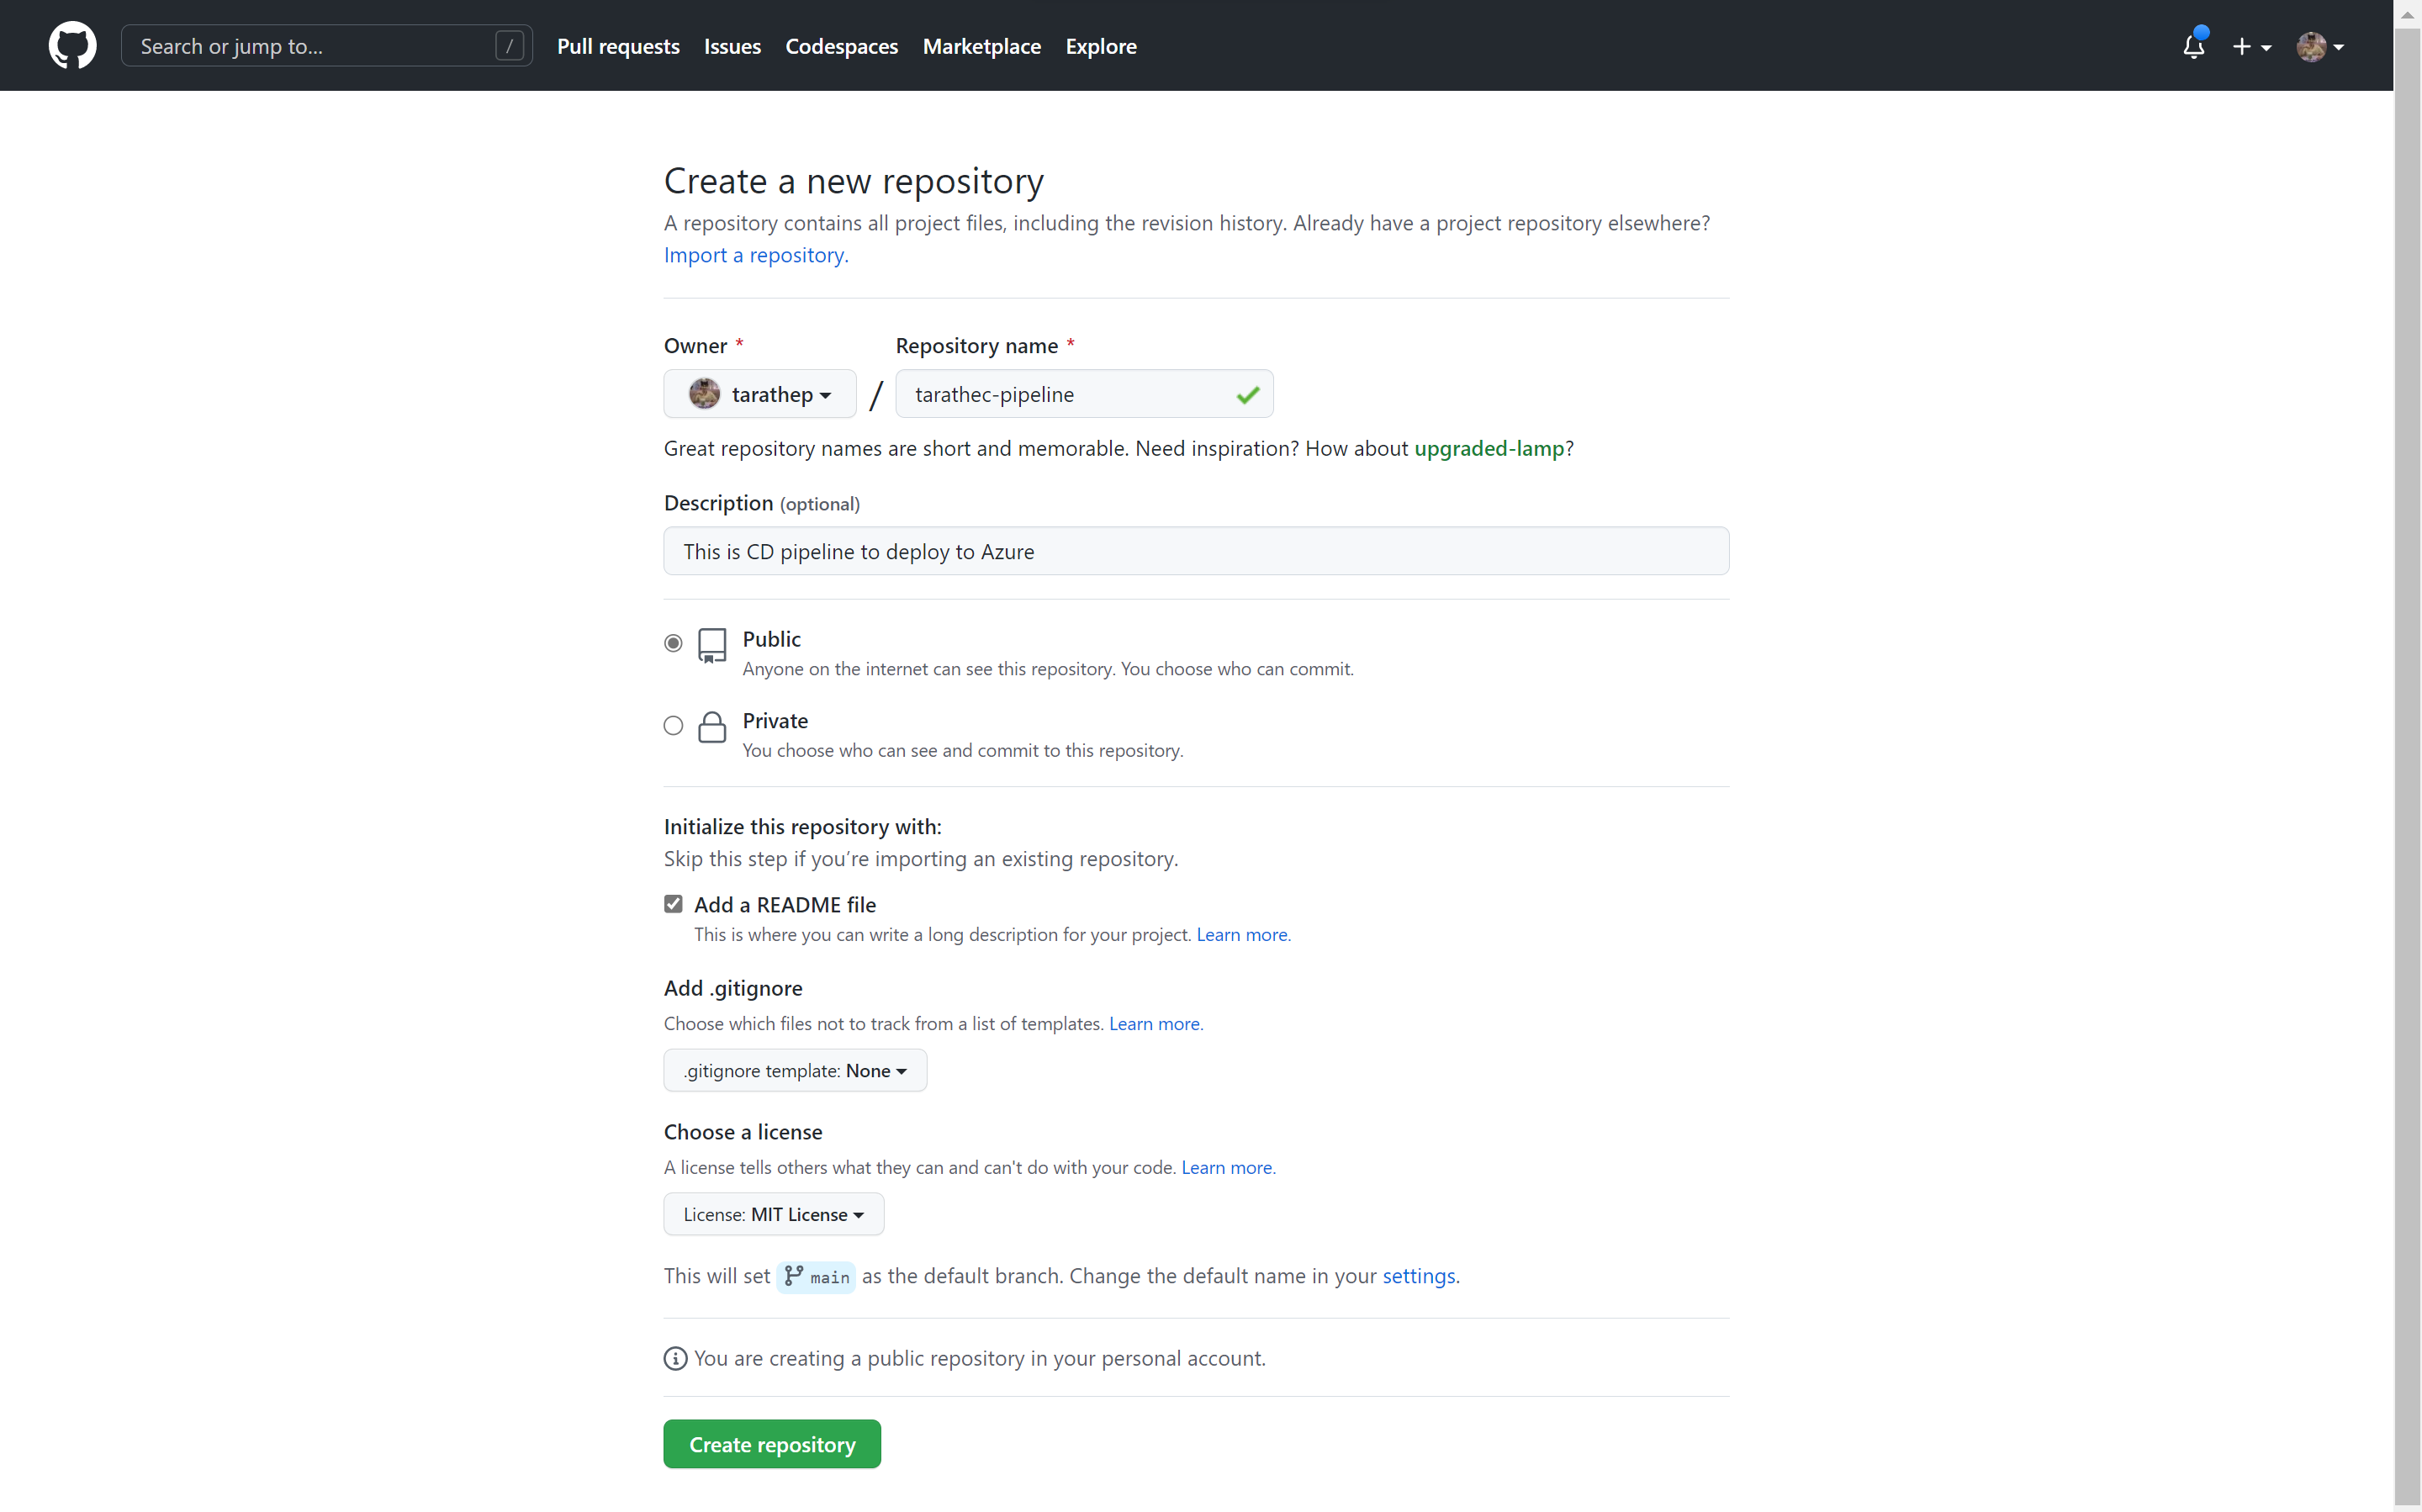 Search or jump to...
/
Pull requests
Issues
Codespaces
Marketplace
Explore
Create a new repository
A repository contains all project files, including the revision history. Already have a project repository elsewhere?
Import a repository.
Owner *
Repository name *
tarathep
/
tarathec-pipeline
Great repository names are short and memorable. Need inspiration? How about upgraded-lamp?
Description (optional)
This is CD pipeline to deploy to Azure
Public
Anyone on the internet can see this repository. You choose who can commit.
Private
You choose who can see and commit to this repository.
Initialize this repository with:
Skip this step if you’re importing an existing repository.
Add a README file
This is where you can write a long description for your project. Learn more.
Add .gitignore
Choose which files not to track from a list of templates. Learn more.
.gitignore template: None
Choose a license
A license tells others what they can and can't do with your code. Learn more.
License: MIT License
This will set main as the default branch. Change the default name in your settings.
You are creating a public repository in your personal account.
Create repository